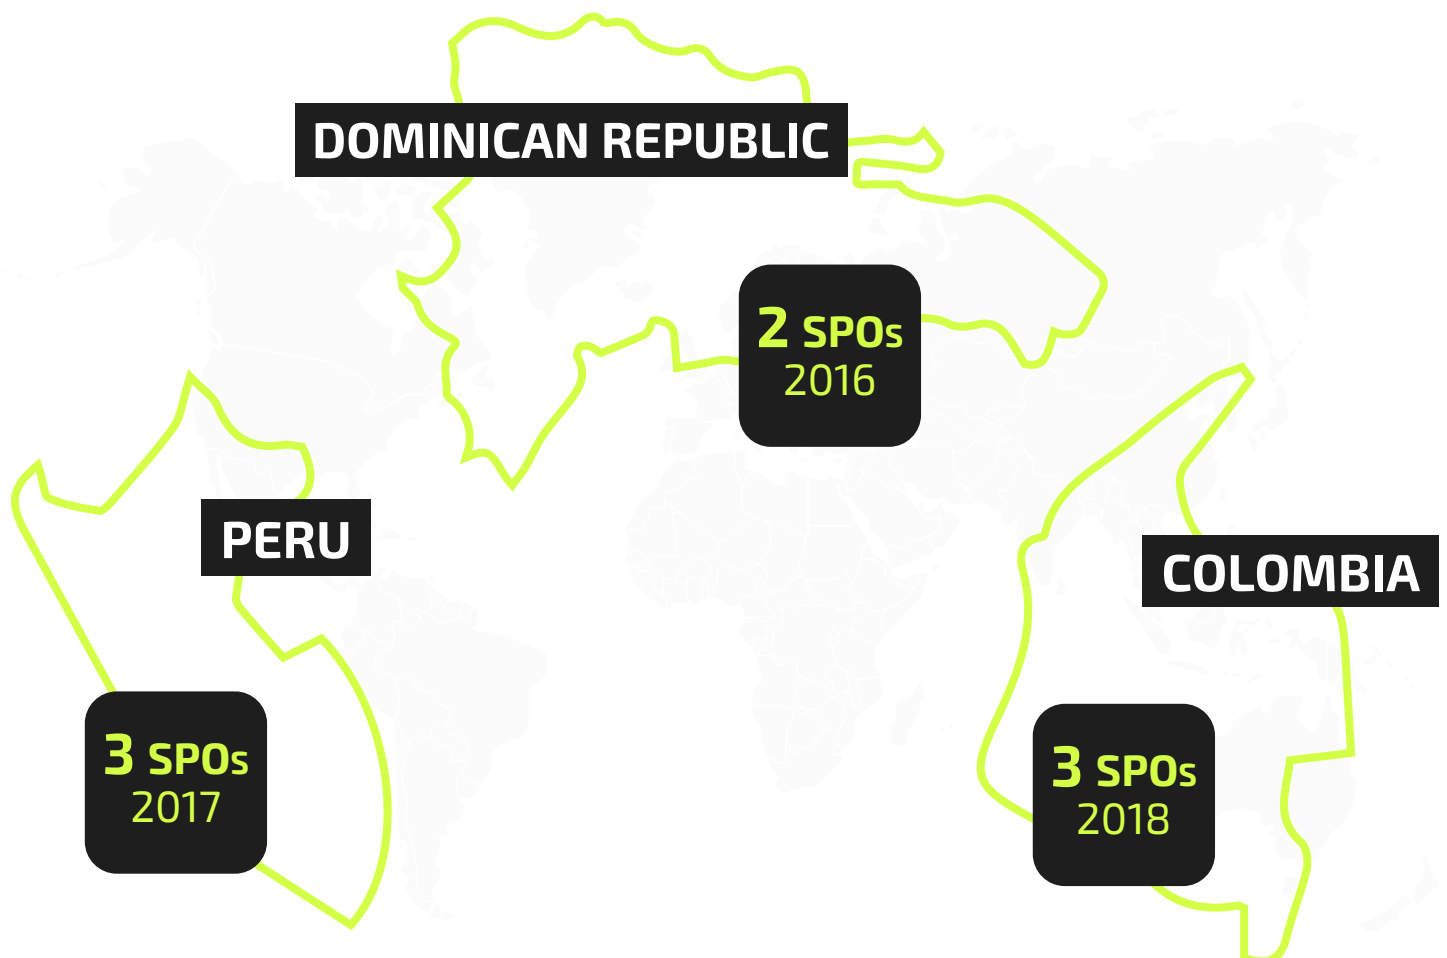 DOMINICAN REPUBLIC
2 SPOs
2016
PERU
COLOMBIA
3 SPOs
2017
3 SPOs
2018